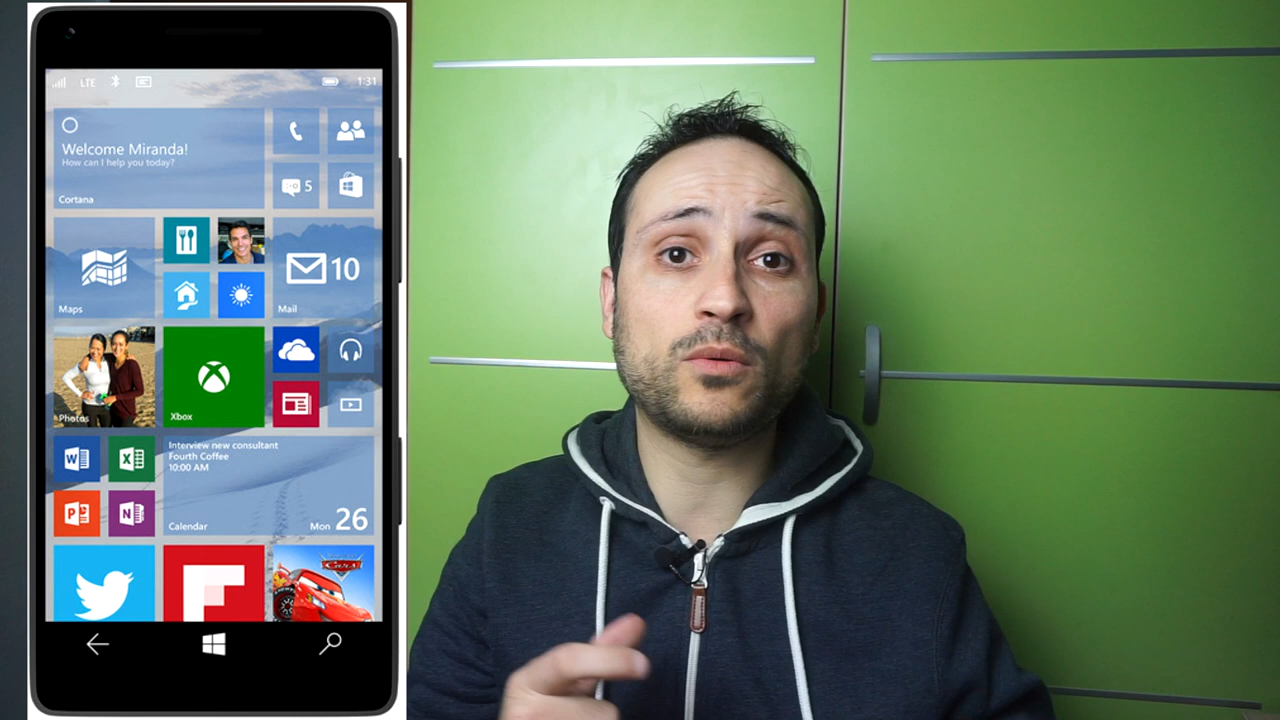 LTE
1:31
Welcome Miranda!
How can I help you today?
Cortana
5
Maps
10
Mail
Photos
Xbox
W
X
Interview new consultant
Fourth Coffee
10:00 AM
P
N
Calendar
Mon 26
Cars